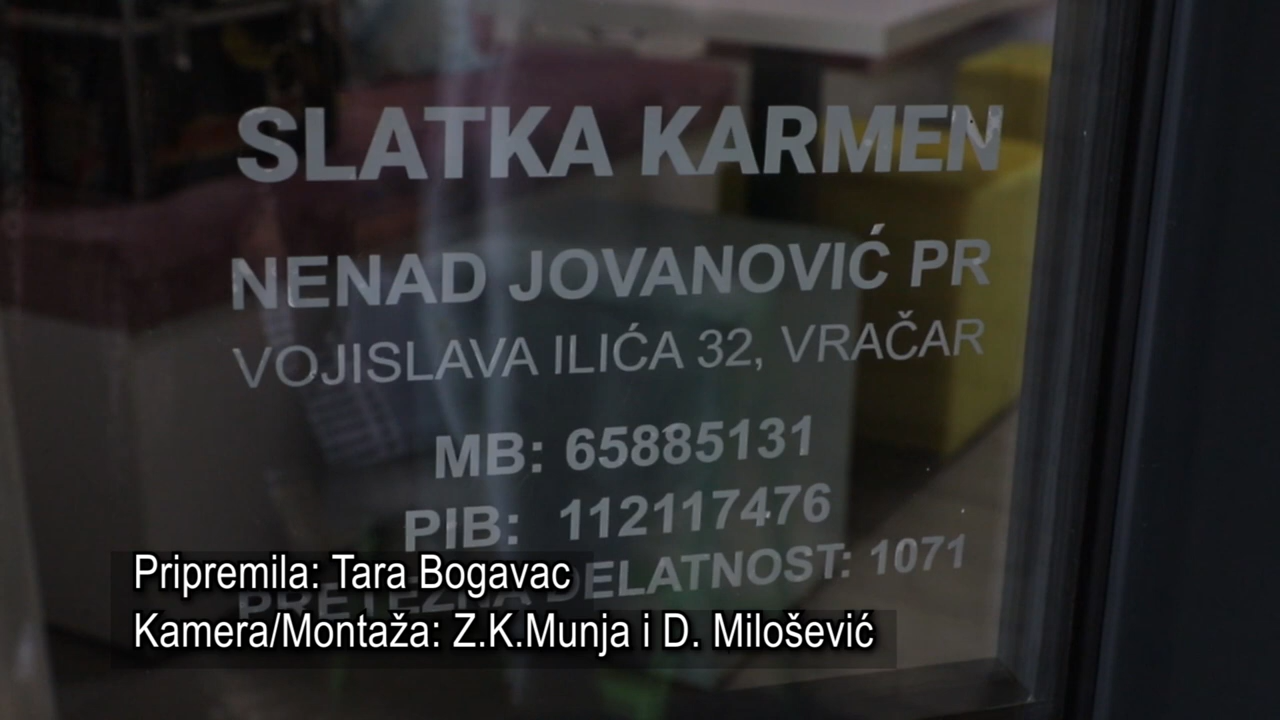 SLATKA KARMEN
NENAD JOVANOVIĆ PR
VOJISLAVA ILIĆA 32, VRAČAR
MB: 65885131
PIB: 112117476
PRETEŽNA DELATNOST: 1071
Pripremila: Tara Bogavac
Kamera/Montaža: Z.K.Munja i D. Milošević